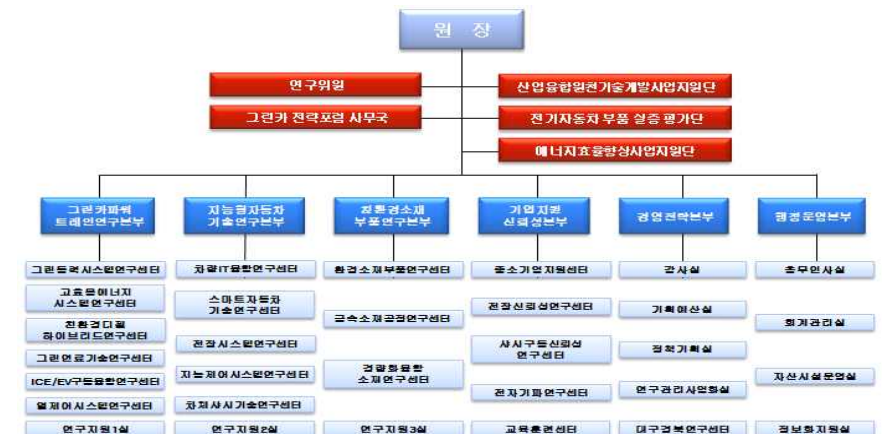 원 장
연구위원
산업융합원천기술개발사업지원단
그린카 전략포럼 사무국
전기자동차 부품 실증 평가단
에너지효율향상사업지원단
그린카파워
트레인연구본부
지능형자동차
기술연구본부
친환경소재
부품연구본부
기업지원
신뢰성본부
경영전략본부
행정운영본부
그린동력시스템연구센터
고효율에너지
시스템연구센터
친환경디젤
하이브리드연구센터
그린연료기술연구센터
ICE/EV구동융합연구센터
열제어시스템연구센터
연구지원1실
차량IT융합연구센터
스마트자동차
기술연구센터
전장시스템연구센터
지능제어시스템연구센터
차체샤시기술연구센터
연구지원2실
환경소재부품연구센터
금속소재공정연구센터
경량화융합
소재연구센터
연구지원3실
중소기업지원센터
전장신뢰성연구센터
샤시구동신뢰성
연구센터
전자기파연구센터
교육훈련센터
감사실
기획예산실
정책기획실
연구관리사업화실
대구경북연구센터
총무인사실
회계관리실
자산시설운영실
정보화지원실